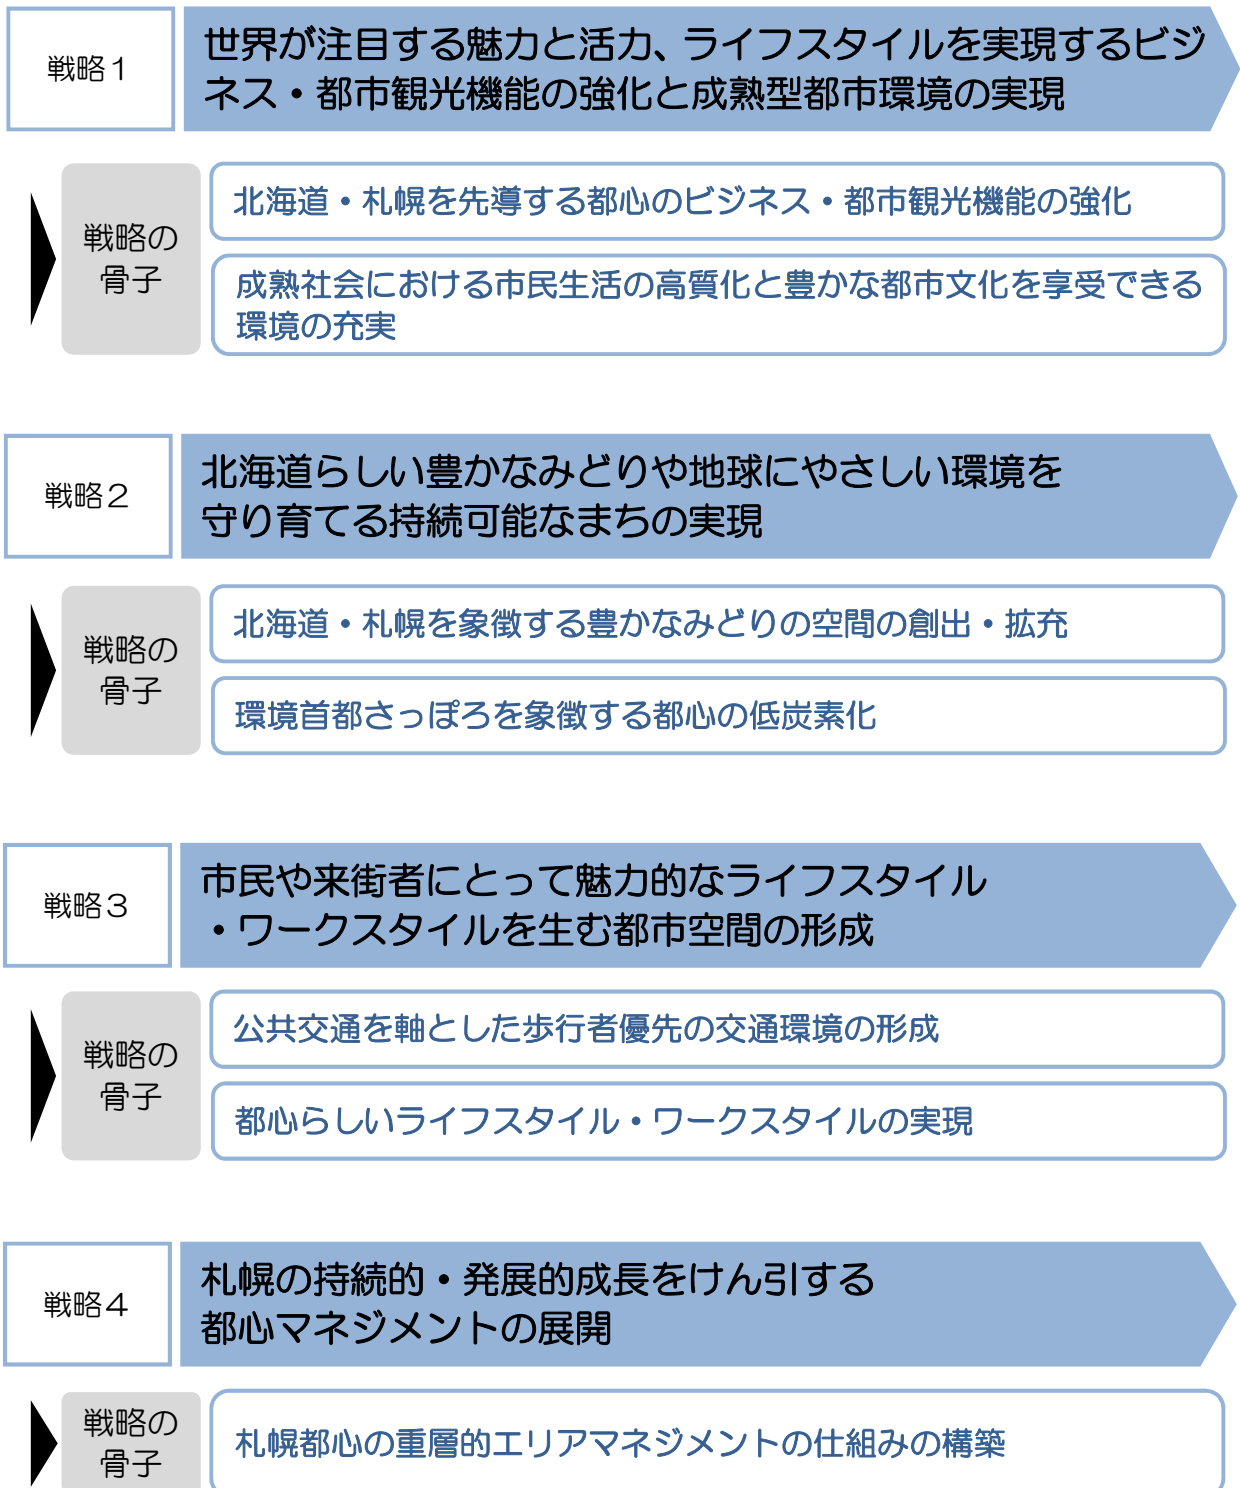 戦略1
世界が注目する魅力と活力、ライフスタイルを実現するビジ
ネス・都市観光機能の強化と成熟型都市環境の実現
戦略の
骨子
北海道・札幌を先導する都心のビジネス・都市観光機能の強化
成熟社会における市民生活の高質化と豊かな都市文化を享受できる
環境の充実
戦略2
北海道らしい豊かなみどりや地球にやさしい環境を
守り育てる持続可能なまちの実現
戦略の
骨子
北海道・札幌を象徴する豊かなみどりの空間の創出・拡充
環境首都さっぽろを象徴する都心の低炭素化
戦略3
市民や来街者にとって魅力的なライフスタイル
・ワークスタイルを生む都市空間の形成
戦略の
骨子
公共交通を軸とした歩行者優先の交通環境の形成
都心らしいライフスタイル・ワークスタイルの実現
戦略4
札幌の持続的・発展的成長をけん引する
都心マネジメントの展開
戦略の
骨子
札幌都心の重層的エリアマネジメントの仕組みの構築